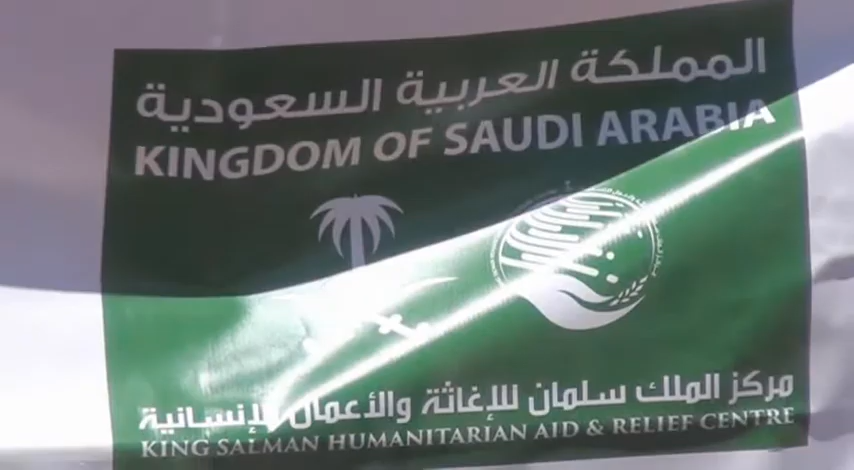 المملكة العربية السعودية
KINGDOM OF SAUDI ARABIA
مركز الملك سلمان للإغاثة والأعمال الإنسانية
KING SALMAN HUMANITARIAN AID & RELIEF CENTRE